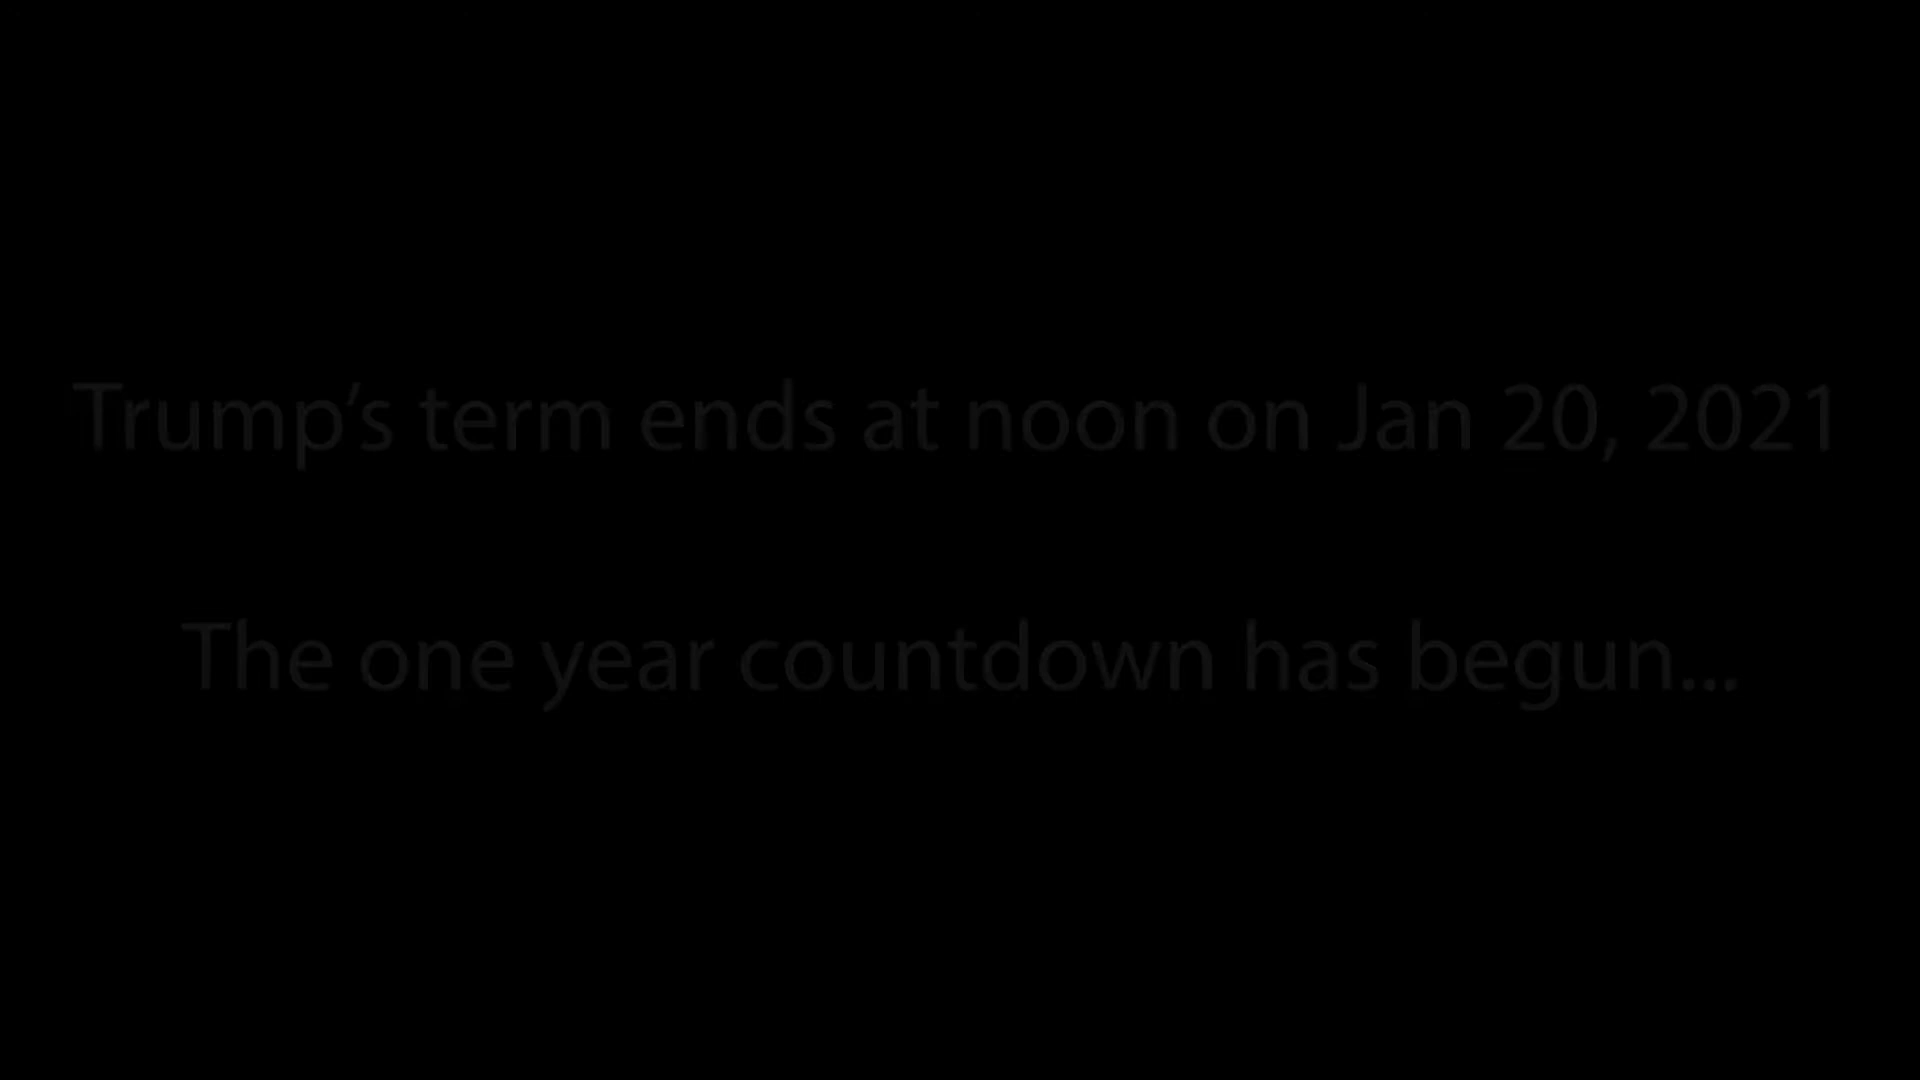 Trump’s term ends at noon on Jan 20, 2021
The one year countdown has begun...